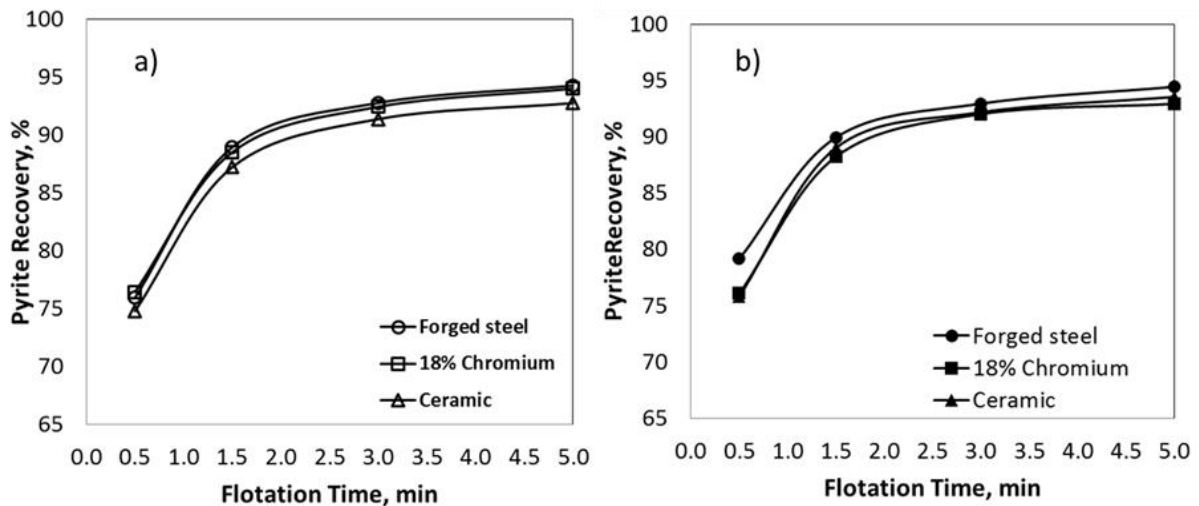 a)
Pyrite Recovery, %
100
95
90
85
80
75
70
65
Forged steel
18% Chromium
Ceramic
0.0 0.5 1.0 1.5 2.0 2.5 3.0 3.5 4.0 4.5 5.0
Flotation Time, min
b)
PyriteRecovery, %
100
95
90
85
80
75
70
65
Forged steel
18% Chromium
Ceramic
0.0 0.5 1.0 1.5 2.0 2.5 3.0 3.5 4.0 4.5 5.0
Flotation Time, min